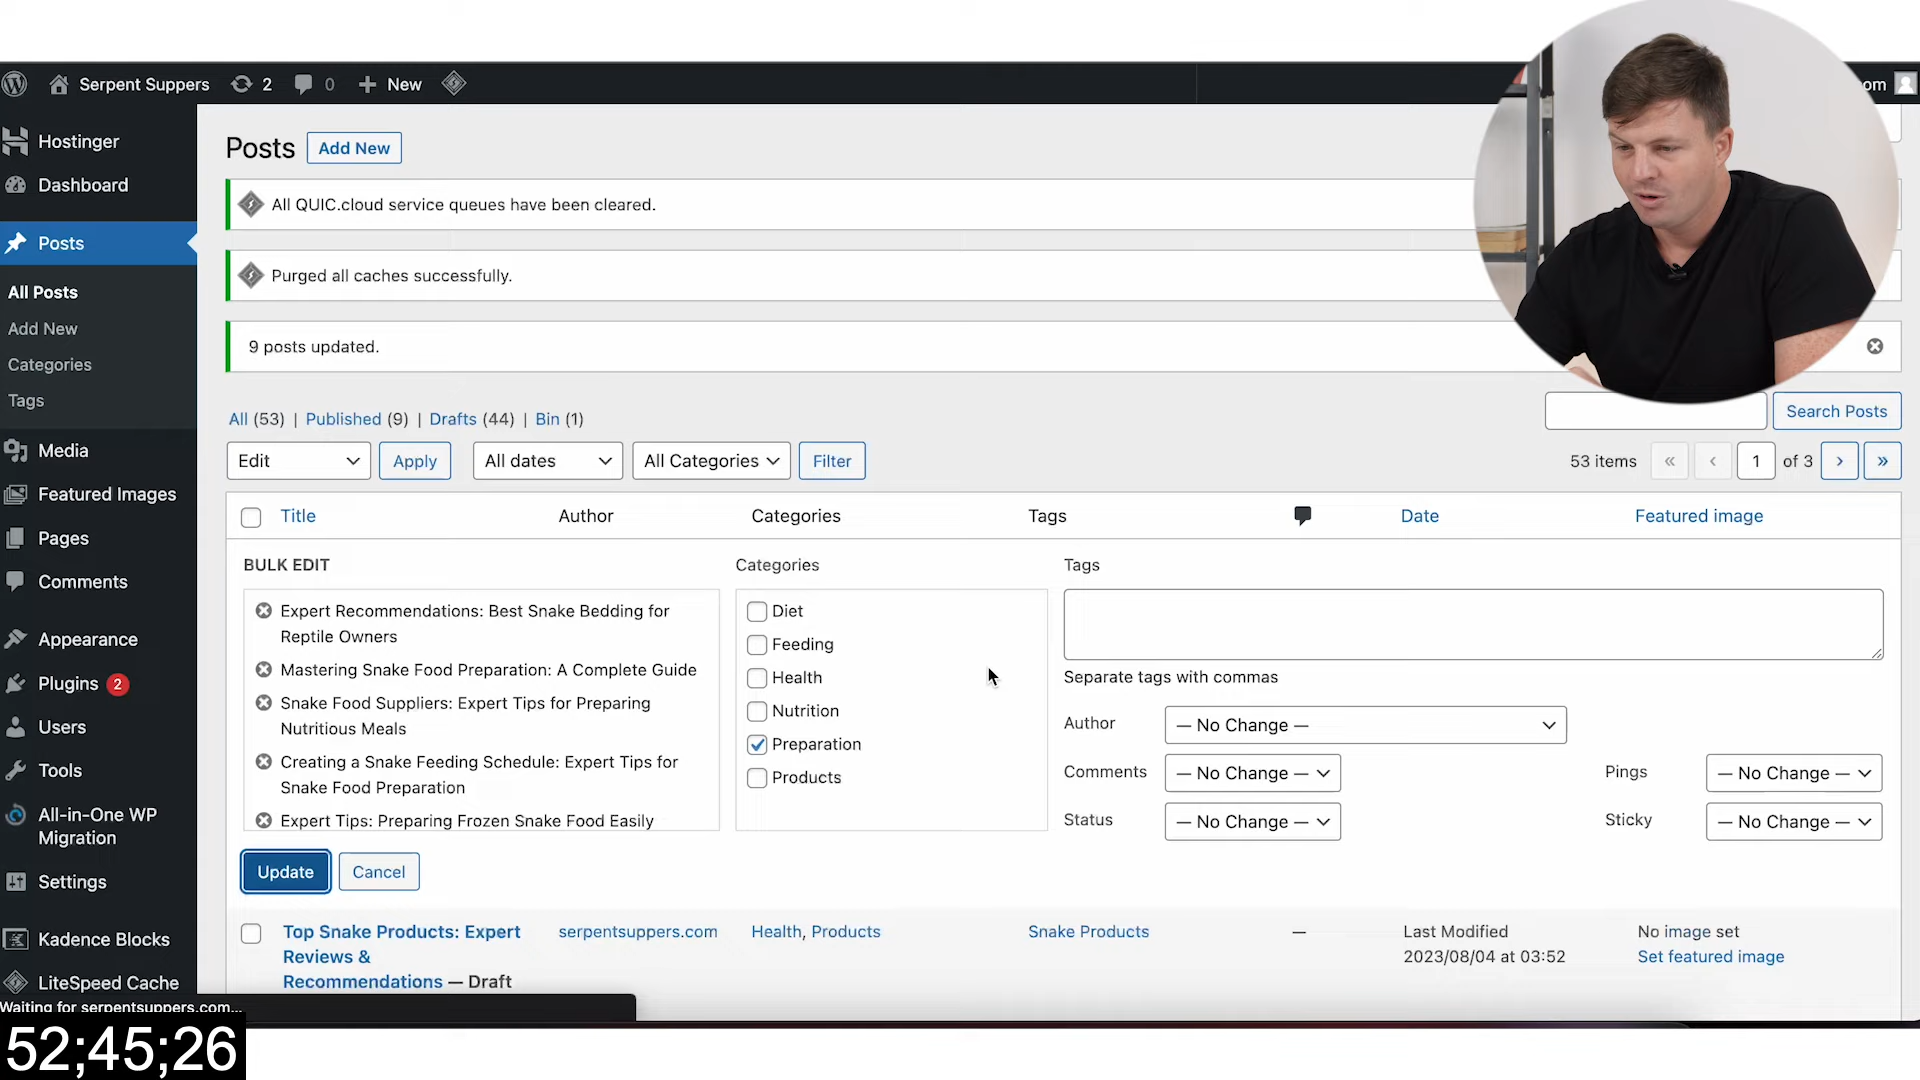 Serpent Suppers 2 0 New om
Hostinger
Dashboard
Posts
All Posts
Add New
Categories
Tags
Media
Featured Images
Pages
Comments
Appearance
Plugins 2
Users
Tools
All-in-One WP
Migration
Settings
Kadence Blocks
LiteSpeed Cache
Waiting for serpentsuppers.com...
52;45;26
Posts Add New
All QUIC.cloud service queues have been cleared.
Purged all caches successfully.
9 posts updated.
All (53) | Published (9) | Drafts (44) | Bin (1)
Search Posts
Edit Apply All dates All Categories Filter 53 items « ‹ 1 of 3 › »
Title Author Categories Tags Date Featured image
BULK EDIT Categories Tags
Expert Recommendations: Best Snake Bedding for
Reptile Owners
Mastering Snake Food Preparation: A Complete Guide
Snake Food Suppliers: Expert Tips for Preparing
Nutritious Meals
Creating a Snake Feeding Schedule: Expert Tips for
Snake Food Preparation
Expert Tips: Preparing Frozen Snake Food Easily
Diet
Feeding
Health
Nutrition
Preparation
Products
Separate tags with commas
Author — No Change —
Comments — No Change — Pings — No Change —
Status — No Change — Sticky — No Change —
Update Cancel
Top Snake Products: Expert serpentsuppers.com Health, Products Snake Products — Last Modified No image set
Reviews & 2023/08/04 at 03:52 Set featured image
Recommendations — Draft